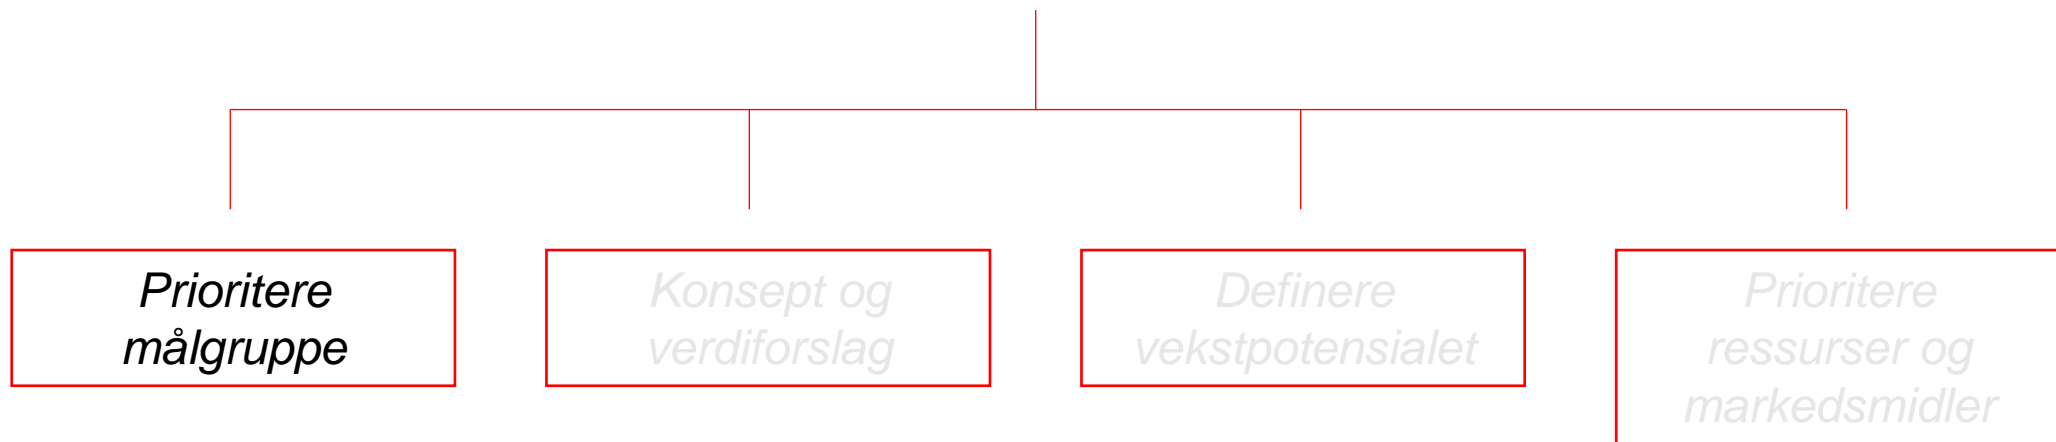 Prioritere
målgruppe
Konsept og
verdiforslag
Definere
vekstpotensialet
Prioritere
ressurser og
markedsmidler